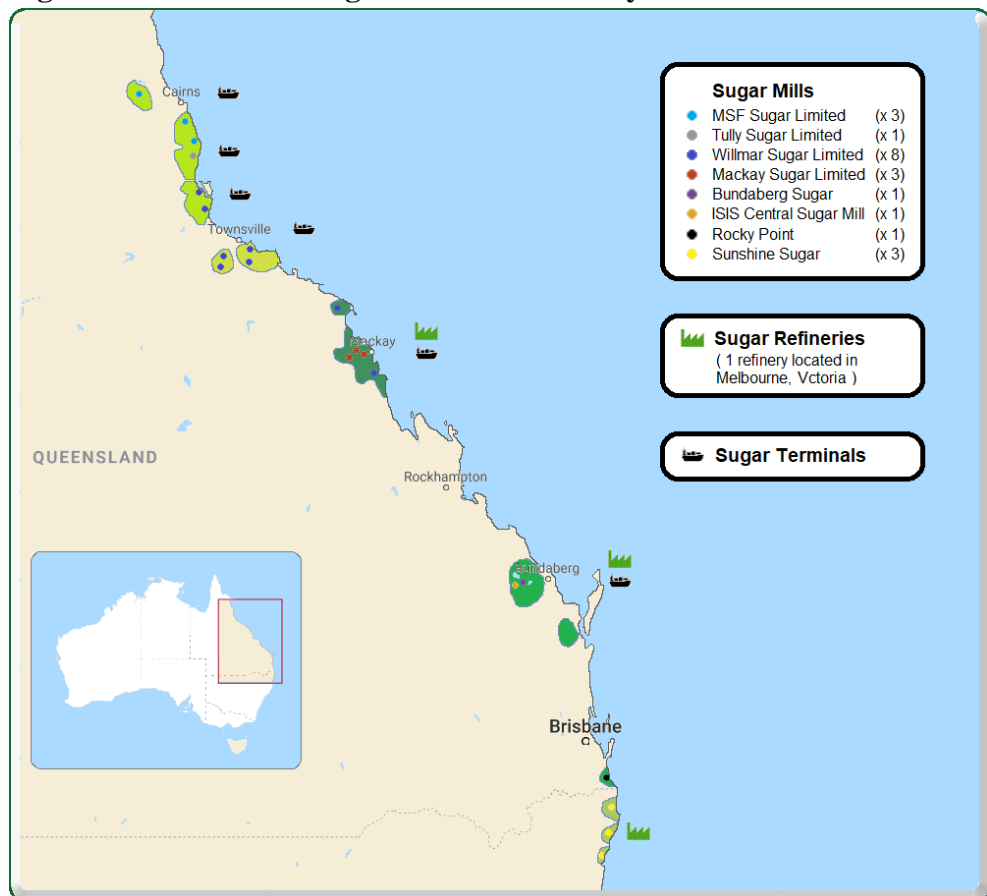 Cairns
Townsville
Mackay
QUEENSLAND
Rockhampton
Bundaberg
Brisbane
Sugar Mills
MSF Sugar Limited (x 3)
Tully Sugar Limited (x 1)
Willmar Sugar Limited (x 8)
Mackay Sugar Limited (x 3)
Bundaberg Sugar (x 1)
ISIS Central Sugar Mill (x 1)
Rocky Point (x 1)
Sunshine Sugar (x 3)
Sugar Refineries
( 1 refinery located in
Melbourne, Vctoria )
Sugar Terminals